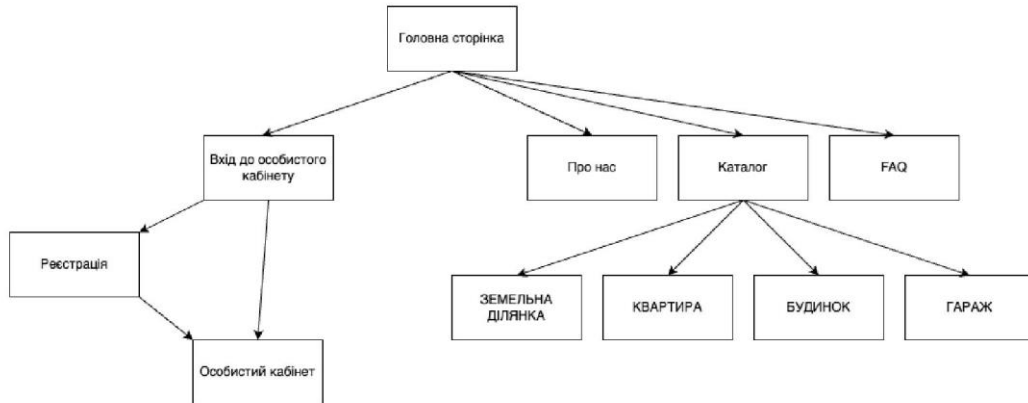 Головна сторінка
Вхід до особистого
кабінету
Про нас
Каталог
FAQ
Реєстрація
ЗЕМЕЛЬНА
ДІЛЯНКА
КВАРТИРА
БУДИНОК
ГАРАЖ
Особистий кабінет